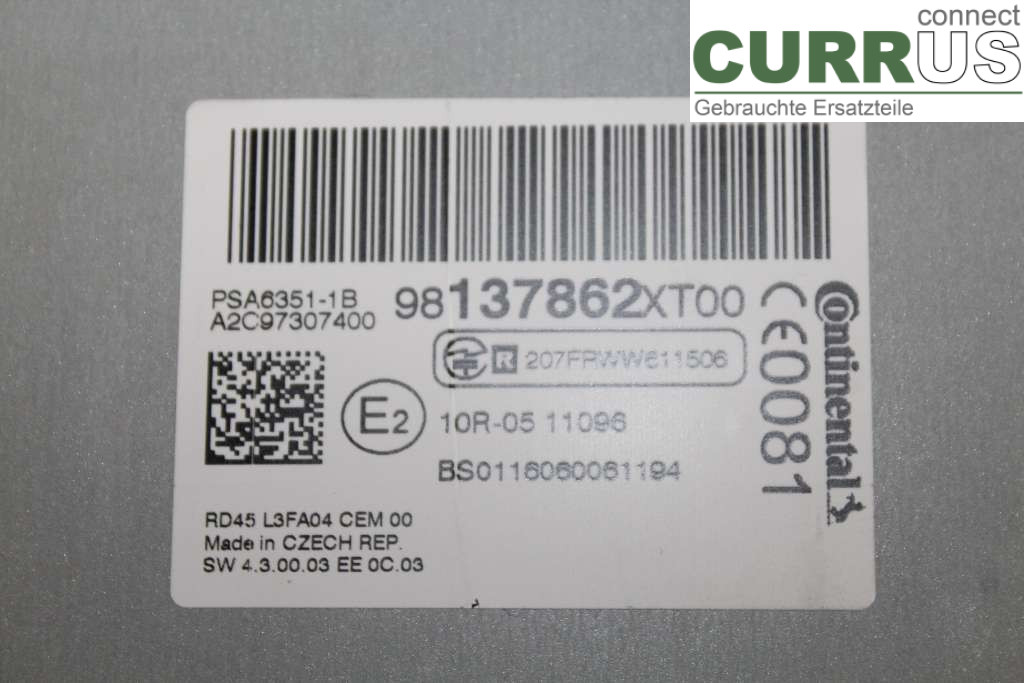 connect
CURRUS
Gebrauchte Ersatzteile
PSA6351-1B
A2C97307400
98137862XT00
R 207FRWW611506
E2
10R-05 11096
BS0116060061194
CE0081
Continental
RD45 L3FA04 CEM 00
Made in CZECH REP.
SW 4.3.00.03 EE 0C.03